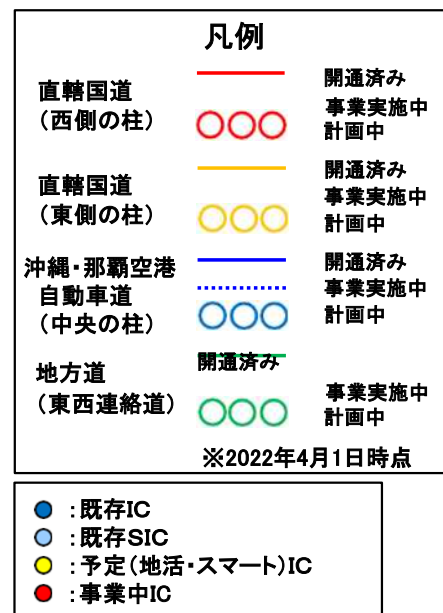 凡例
直轄国道
(西側の柱)
開通済み
事業実施中
計画中
直轄国道
(東側の柱)
開通済み
事業実施中
計画中
沖縄・那覇空港
自動車道
(中央の柱)
開通済み
事業実施中
計画中
地方道
(東西連絡道)
開通済み
事業実施中
計画中
※2022年4月1日時点
:既存IC
:既存SIC
:予定(地活・スマート)IC
:事業中IC